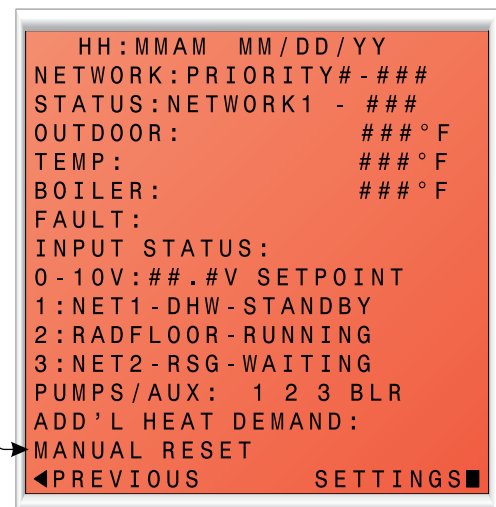 HH:MMAM MM/DD/YY
NETWORK:PRIORITY#-###
STATUS:NETWORK1 - ###
OUTDOOR: ###°F
TEMP: ###°F
BOILER: ###°F
FAULT:
INPUT STATUS:
0-10V:##.#V SETPOINT
1:NET1-DHW-STANDBY
2:RADFLOOR-RUNNING
3:NET2-RSG-WAITING
PUMPS/AUX: 1 2 3 BLR
ADD'L HEAT DEMAND:
MANUAL RESET
◀PREVIOUS SETTINGS■